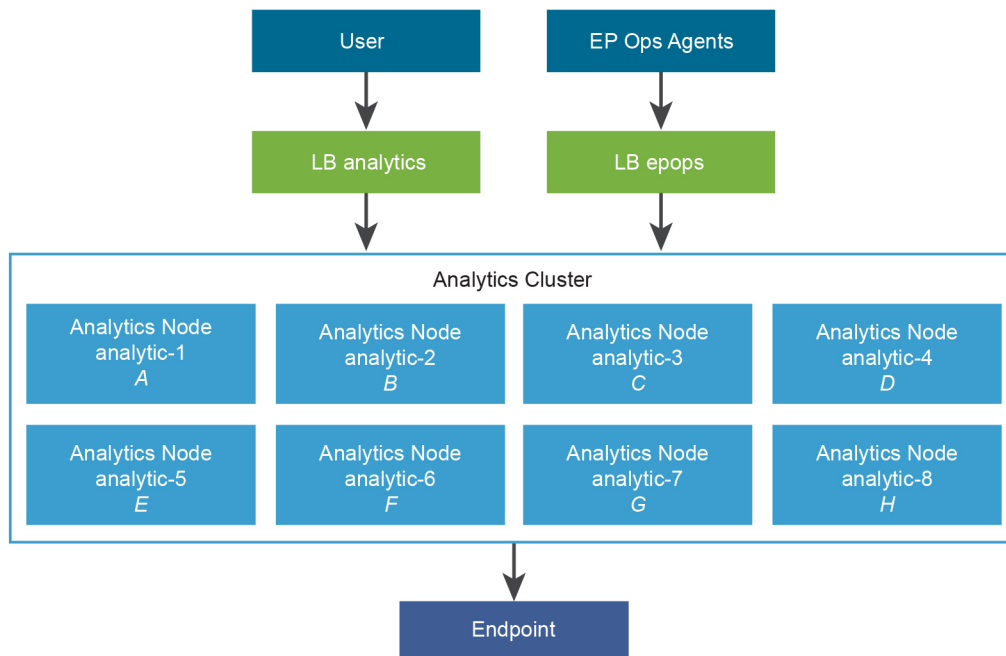 User
EP Ops Agents
LB analytics
LB epops
Analytics Cluster
Analytics Node
analytic-1
A
Analytics Node
analytic-2
B
Analytics Node
analytic-3
C
Analytics Node
analytic-4
D
Analytics Node
analytic-5
E
Analytics Node
analytic-6
F
Analytics Node
analytic-7
G
Analytics Node
analytic-8
H
Endpoint